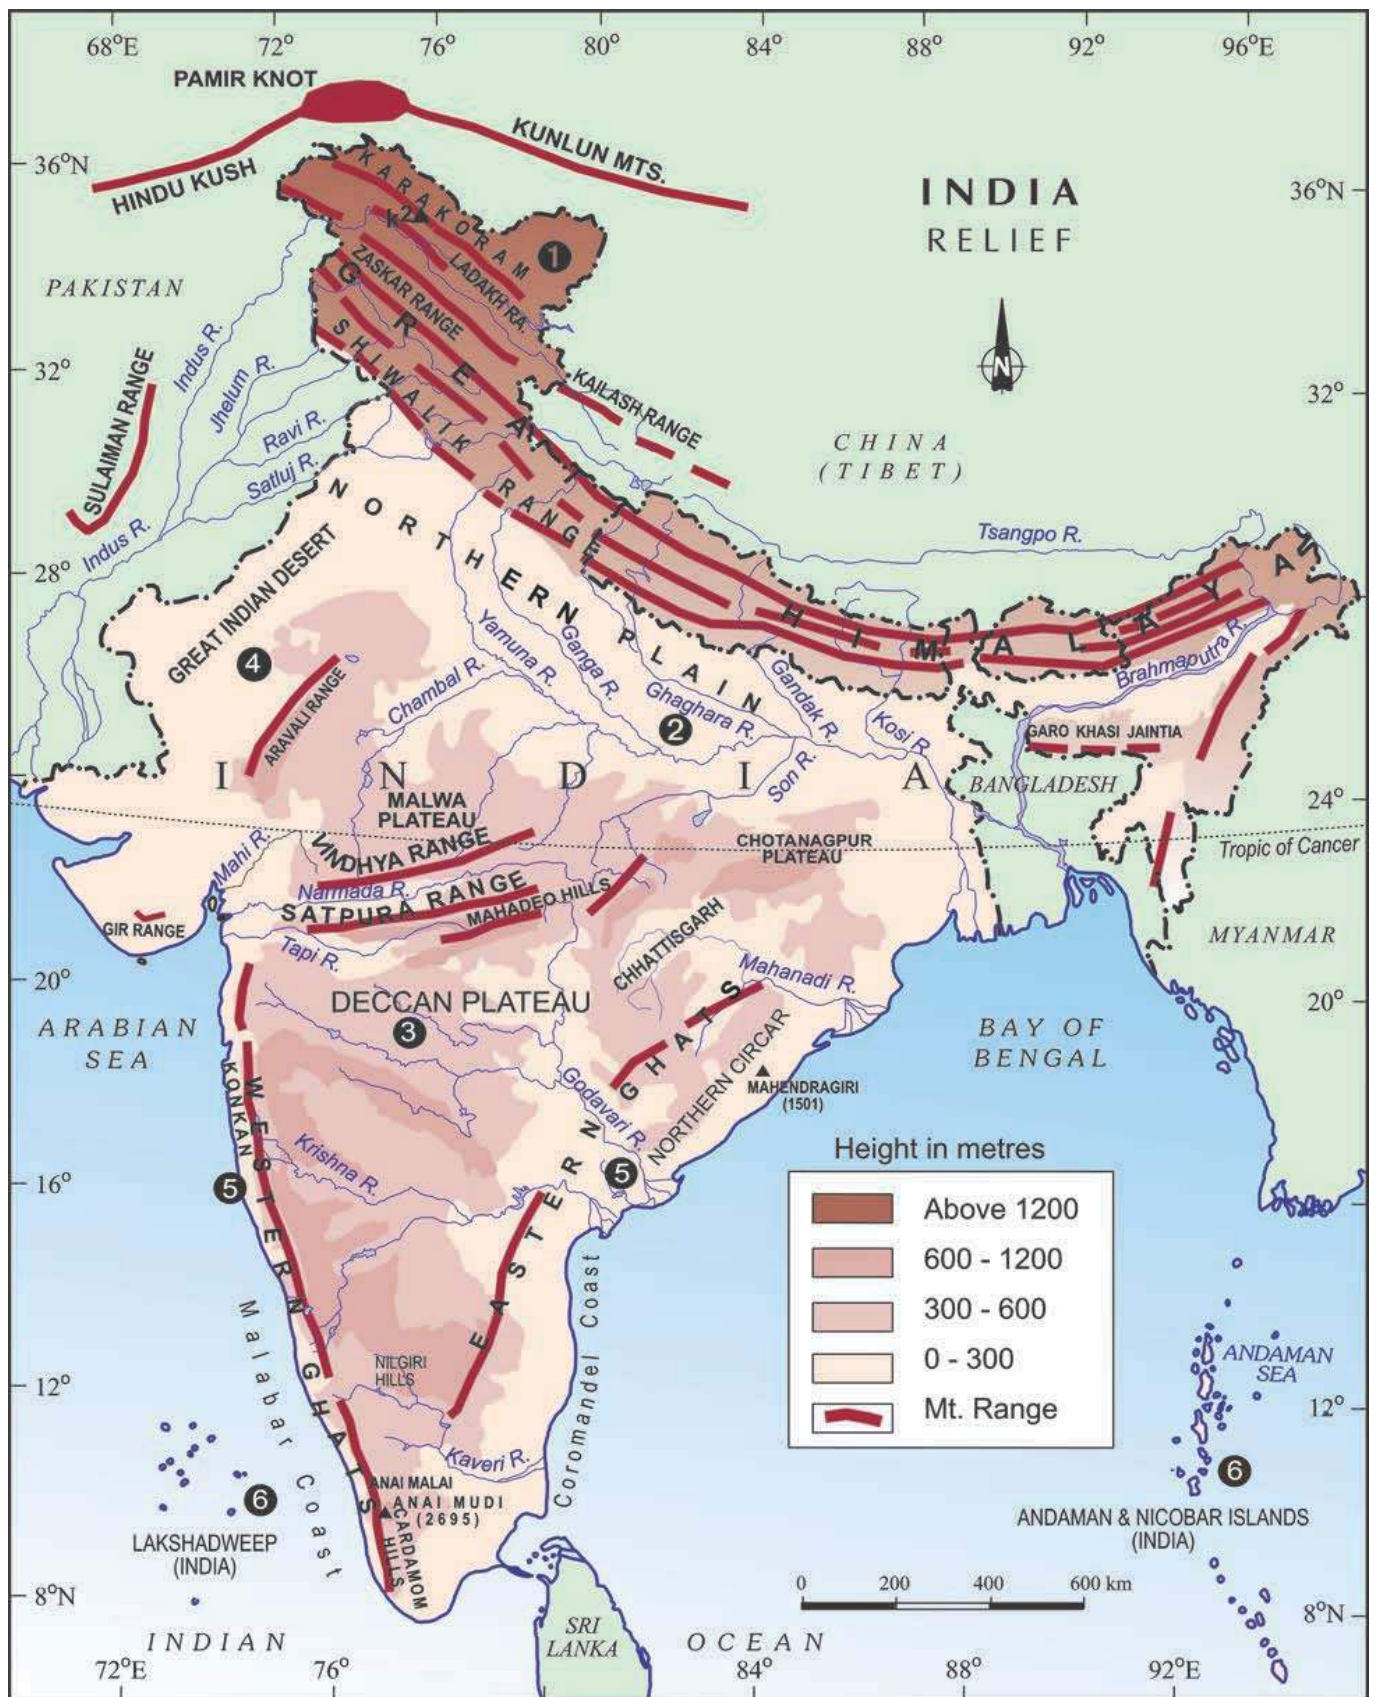 68°E 72° 76° 80° 84° 88° 92° 96°E
PAMIR KNOT
KUNLUN MTS.
HINDU KUSH
36°N
36°N
INDIA
RELIEF
KARAKORAM
K2
1
LADAKH RA.
ZASKAR RANGE
PAKISTAN
N
Indus R.
Jhelum R.
32°
32°
SULAIMAN RANGE
SHIWALIK RANGE
GREAT HIMALAYA
KAILASH RANGE
Ravi R.
Satluj R.
CHINA
(TIBET)
Indus R.
Tsangpo R.
NORTHERN PLAIN
28°
GREAT INDIAN DESERT
4
Yamuna R.
Ganga R.
Ghaghara R.
Gandak R.
Kosi R.
Brahmaputra R.
Chambal R.
ARAVALI RANGE
2
GARO KHASI JAINTIA
INDIA
Son R.
BANGLADESH
24°
MALWA
PLATEAU
CHOTANAGPUR
PLATEAU
Tropic of Cancer
Mahi R.
VINDHYA RANGE
Narmada R.
SATPURA RANGE
MAHADEO HILLS
GIR RANGE
Tapi R.
CHHATTISGARH
MYANMAR
Mahanadi R.
20°
20°
DECCAN PLATEAU
3
ARABIAN
SEA
BAY OF
BENGAL
KONKAN
WESTERN GHATS
EASTERN GHATS
Godavari R.
NORTHERN CIRCAR
MAHENDRAGIRI
(1501)
Krishna R.
16°
5
5
Height in metres
Above 1200
600 - 1200
300 - 600
0 - 300
Mt. Range
Malabar Coast
Coromandel Coast
ANDAMAN
SEA
NILGIRI
HILLS
12°
12°
Kaveri R.
ANAI MALAI
ANAI MUDI
(2695)
CARDAMOM
HILLS
6
6
LAKSHADWEEP
(INDIA)
ANDAMAN & NICOBAR ISLANDS
(INDIA)
0 200 400 600 km
8°N
8°N
SRI
LANKA
INDIAN OCEAN
72°E 76° 84° 88° 92°E